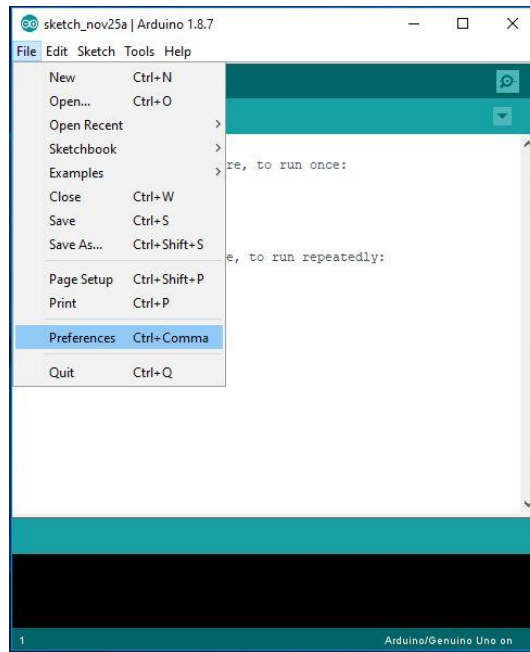 sketch_nov25a | Arduino 1.8.7
File Edit Sketch Tools Help
New Ctrl+N
Open... Ctrl+O
Open Recent
Sketchbook
Examples
re, to run once:
Close Ctrl+W
Save Ctrl+S
Save As... Ctrl+Shift+S
e, to run repeatedly:
Page Setup Ctrl+Shift+P
Print Ctrl+P
Preferences Ctrl+Comma
Quit Ctrl+Q
1 Arduino/Genuino Uno on